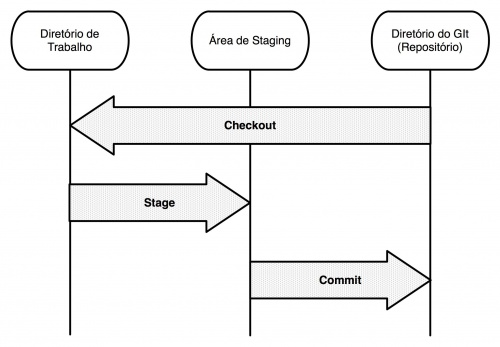 Diretório de
Trabalho
Área de Staging
Diretório do GIt
(Repositório)
Checkout
Stage
Commit